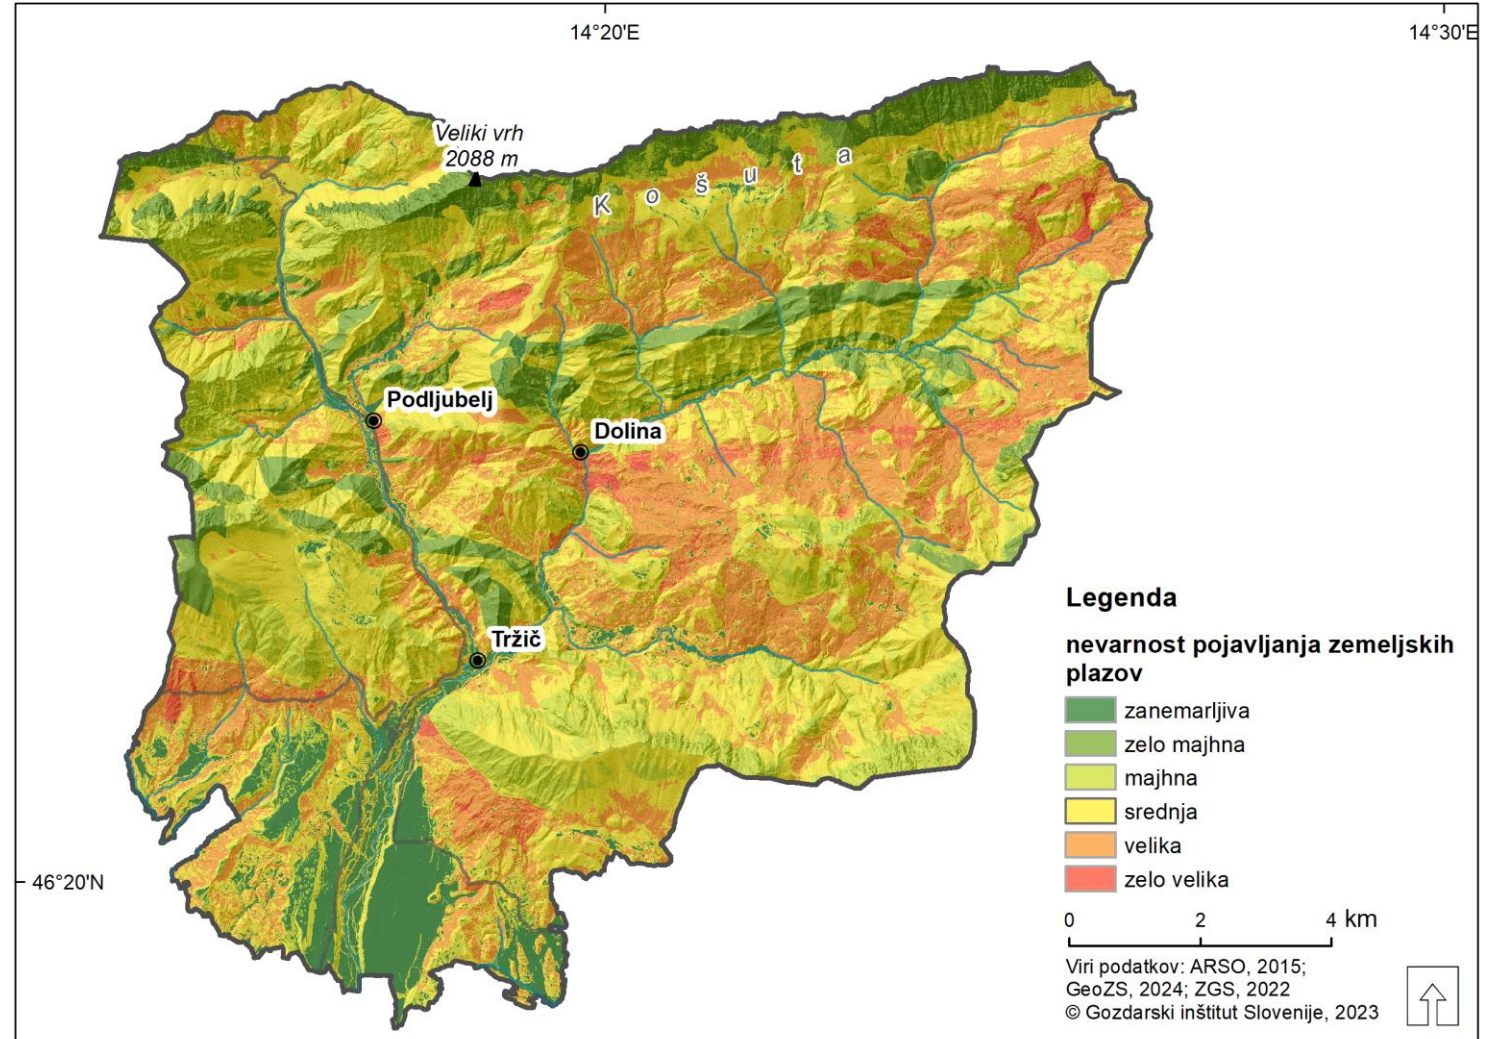 14°20'E
14°30'E
Veliki vrh
2088 m
Košuta
Podljubelj
Dolina
Tržič
46°20'N
Legenda
nevarnost pojavljanja zemeljskih
plazov
zanemarljiva
zelo majhna
majhna
srednja
velika
zelo velika
0 2 4 km
Viri podatkov: ARSO, 2015;
GeoZS, 2024; ZGS, 2022
© Gozdarski inštitut Slovenije, 2023